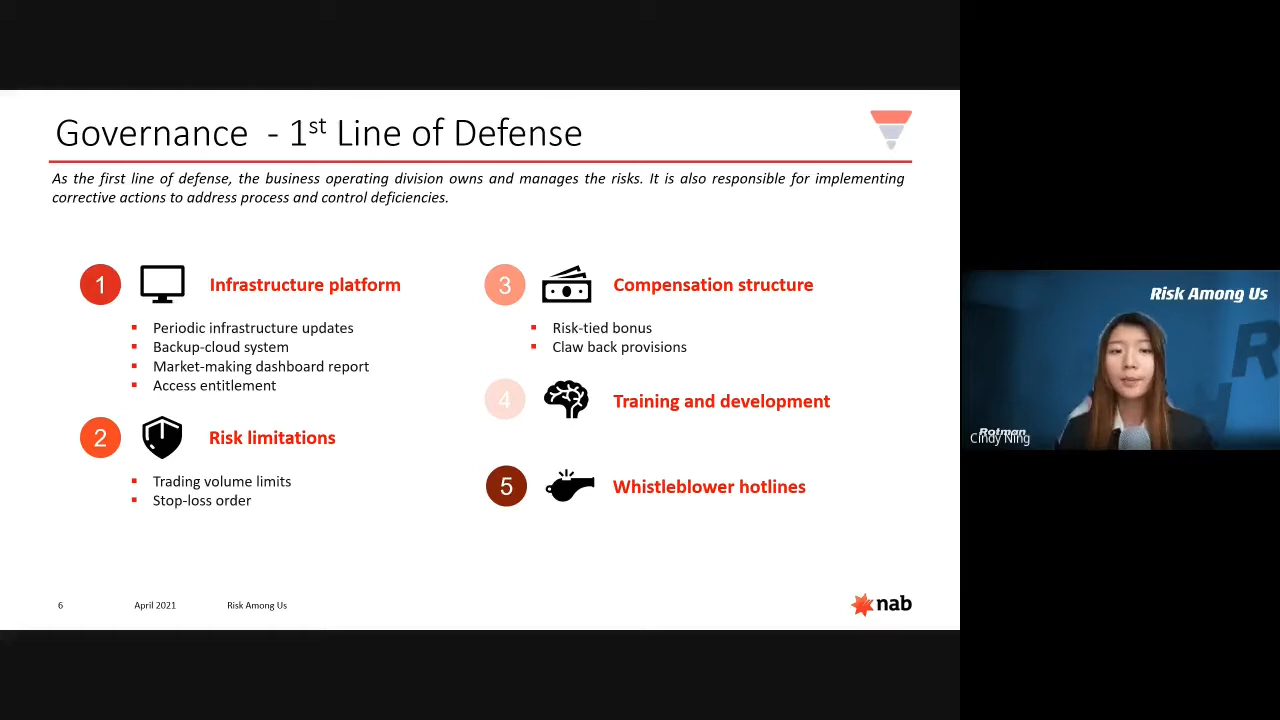 Governance - 1st Line of Defense
As the first line of defense, the business operating division owns and manages the risks. It is also responsible for implementing
corrective actions to address process and control deficiencies.
1
Infrastructure platform
Periodic infrastructure updates
Backup-cloud system
Market-making dashboard report
Access entitlement
2
Risk limitations
Trading volume limits
Stop-loss order
3
Compensation structure
Risk-tied bonus
Claw back provisions
4
Training and development
5
Whistleblower hotlines
6
April 2021
Risk Among Us
nab
Risk Among Us
R
Rotman
Cindy Ning